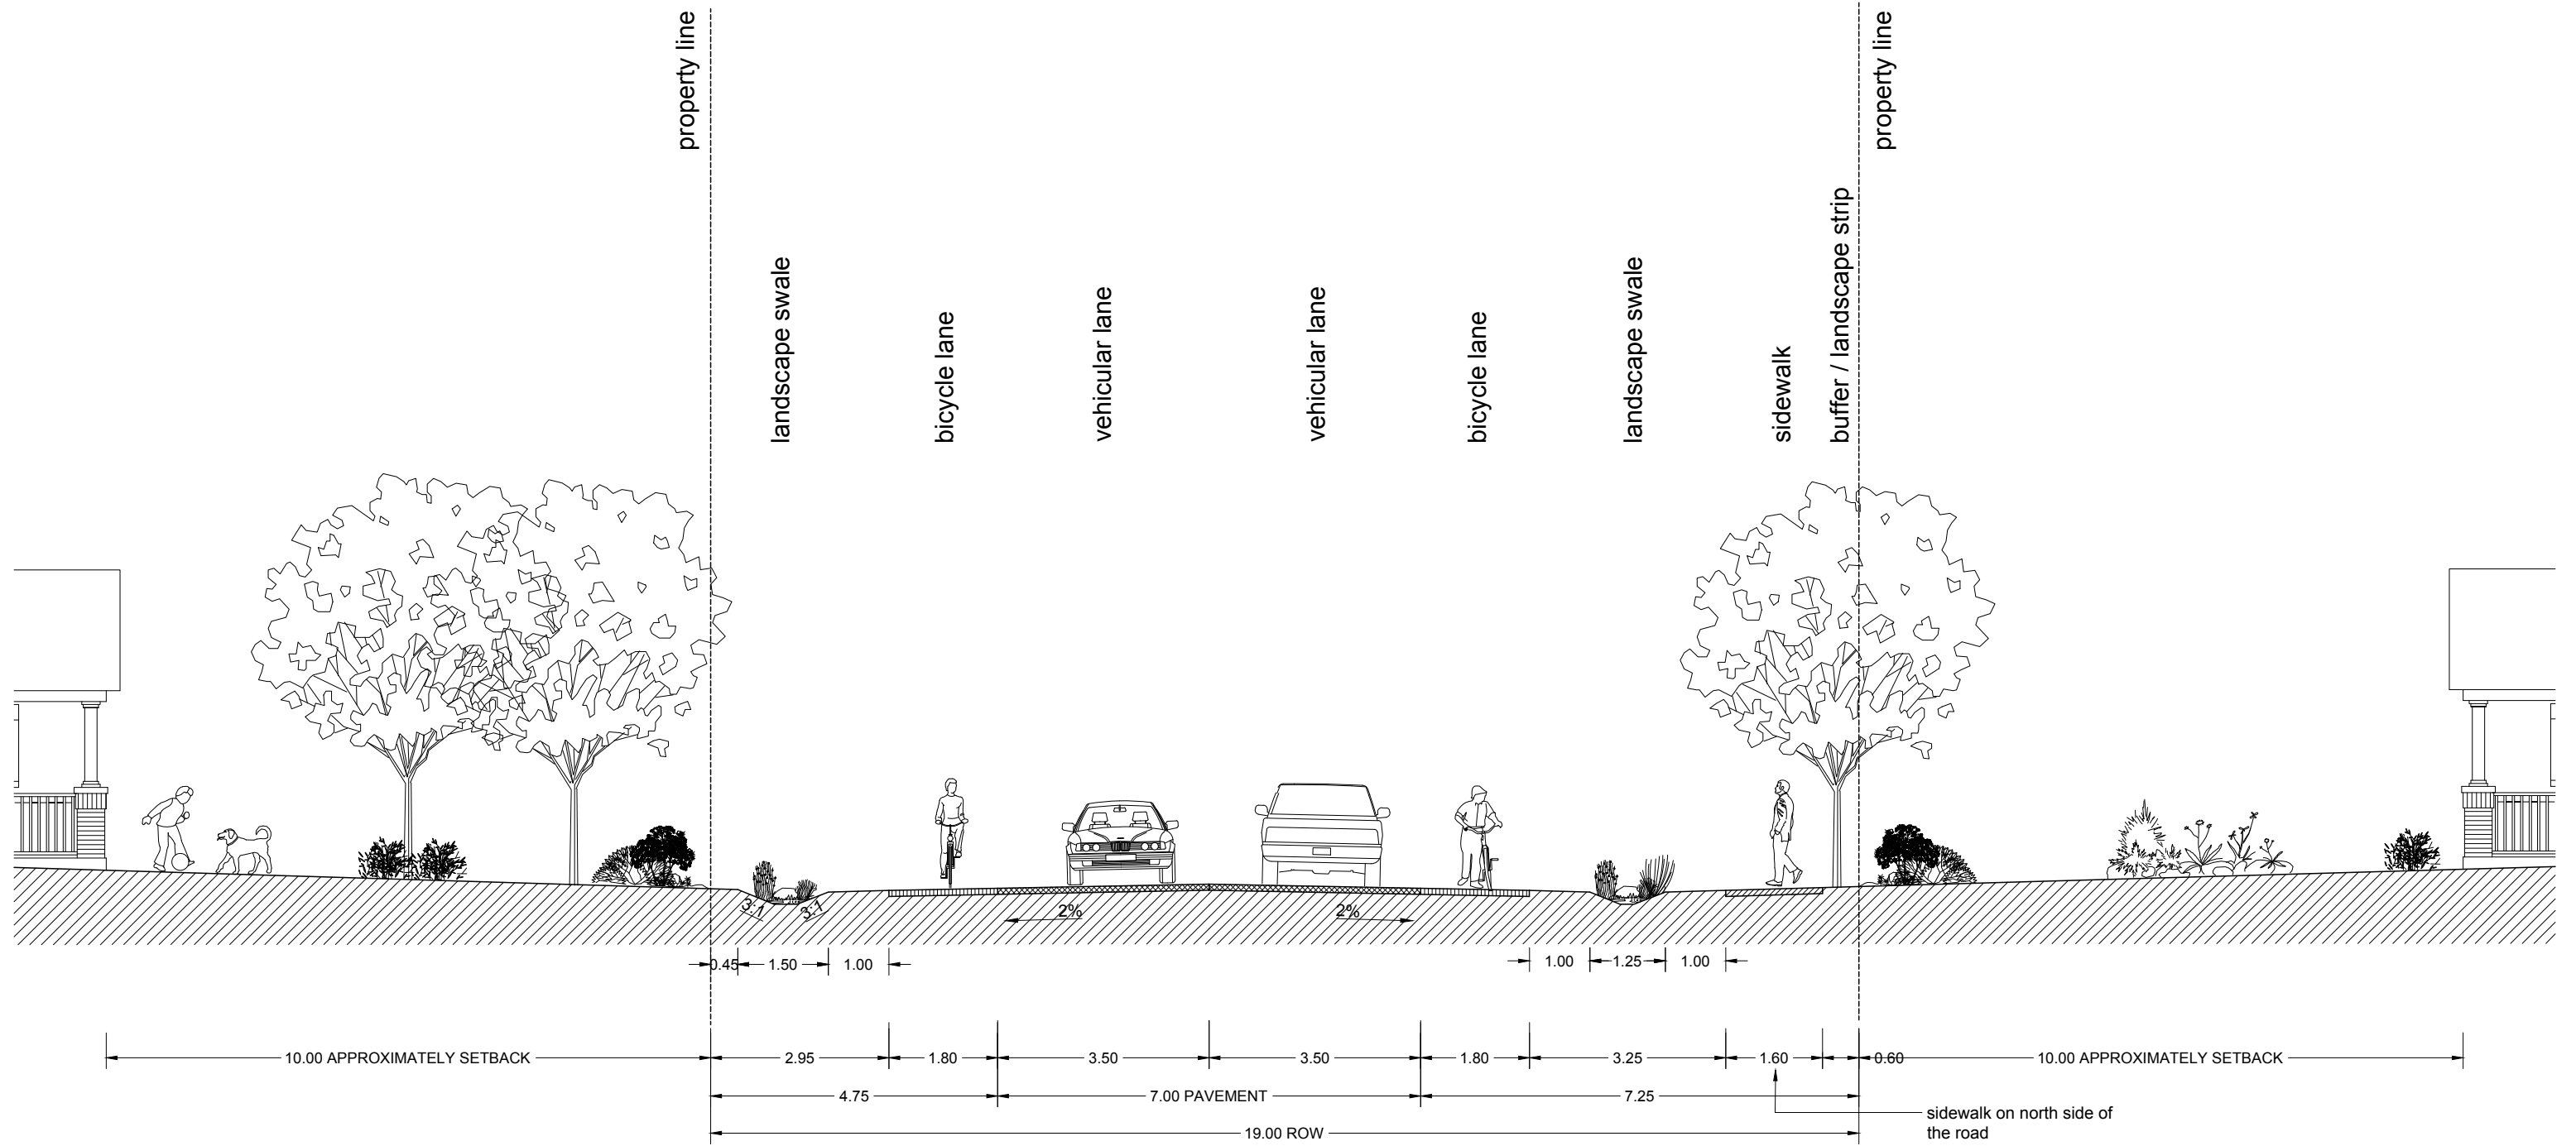 property line
property line
landscape swale
bicycle lane
vehicular lane
vehicular lane
bicycle lane
landscape swale
sidewalk
buffer / landscape strip
3:1
3:1
2%
2%
0.45
1.50
1.00
1.00
1.25
1.00
10.00 APPROXIMATELY SETBACK
2.95
1.80
3.50
3.50
1.80
3.25
1.60
0.60
10.00 APPROXIMATELY SETBACK
4.75
7.00 PAVEMENT
7.25
sidewalk on north side of
the road
19.00 ROW